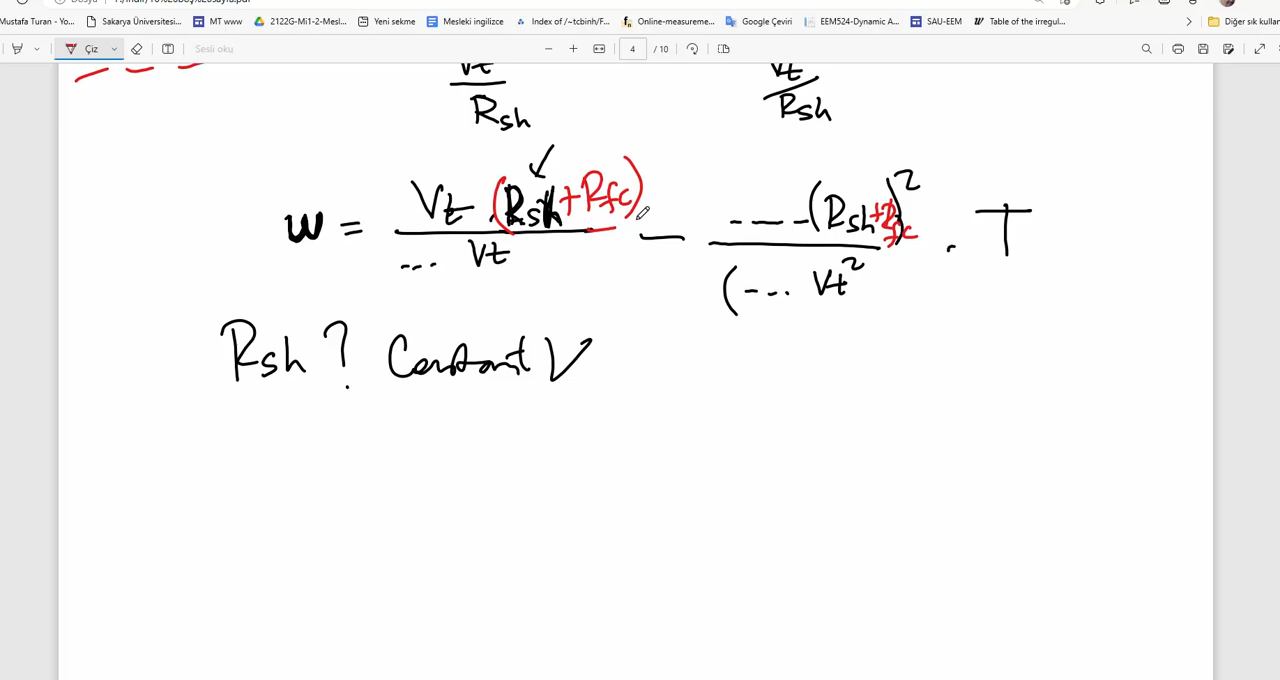 Dosya
Mustafa Turan - Yo...
Sakarya Üniversitesi...
MT www
2122G-Mi1-2-Mesl...
Yeni sekme
Mesleki ingilizce
Index of /~tcbinh/F...
Online-measureme...
Google Çeviri
EEM524-Dynamic A...
SAU-EEM
Table of the irregul...
Diğer sık kullan
Çiz
Sesli oku
4 / 10
Vt / Rsh
Vt / Rsh
w = Vt (Rsh + Rfc) / ... Vt - ---- (Rsh + Rfc)² / (--... Vt² . T
Rsh ? Constant V